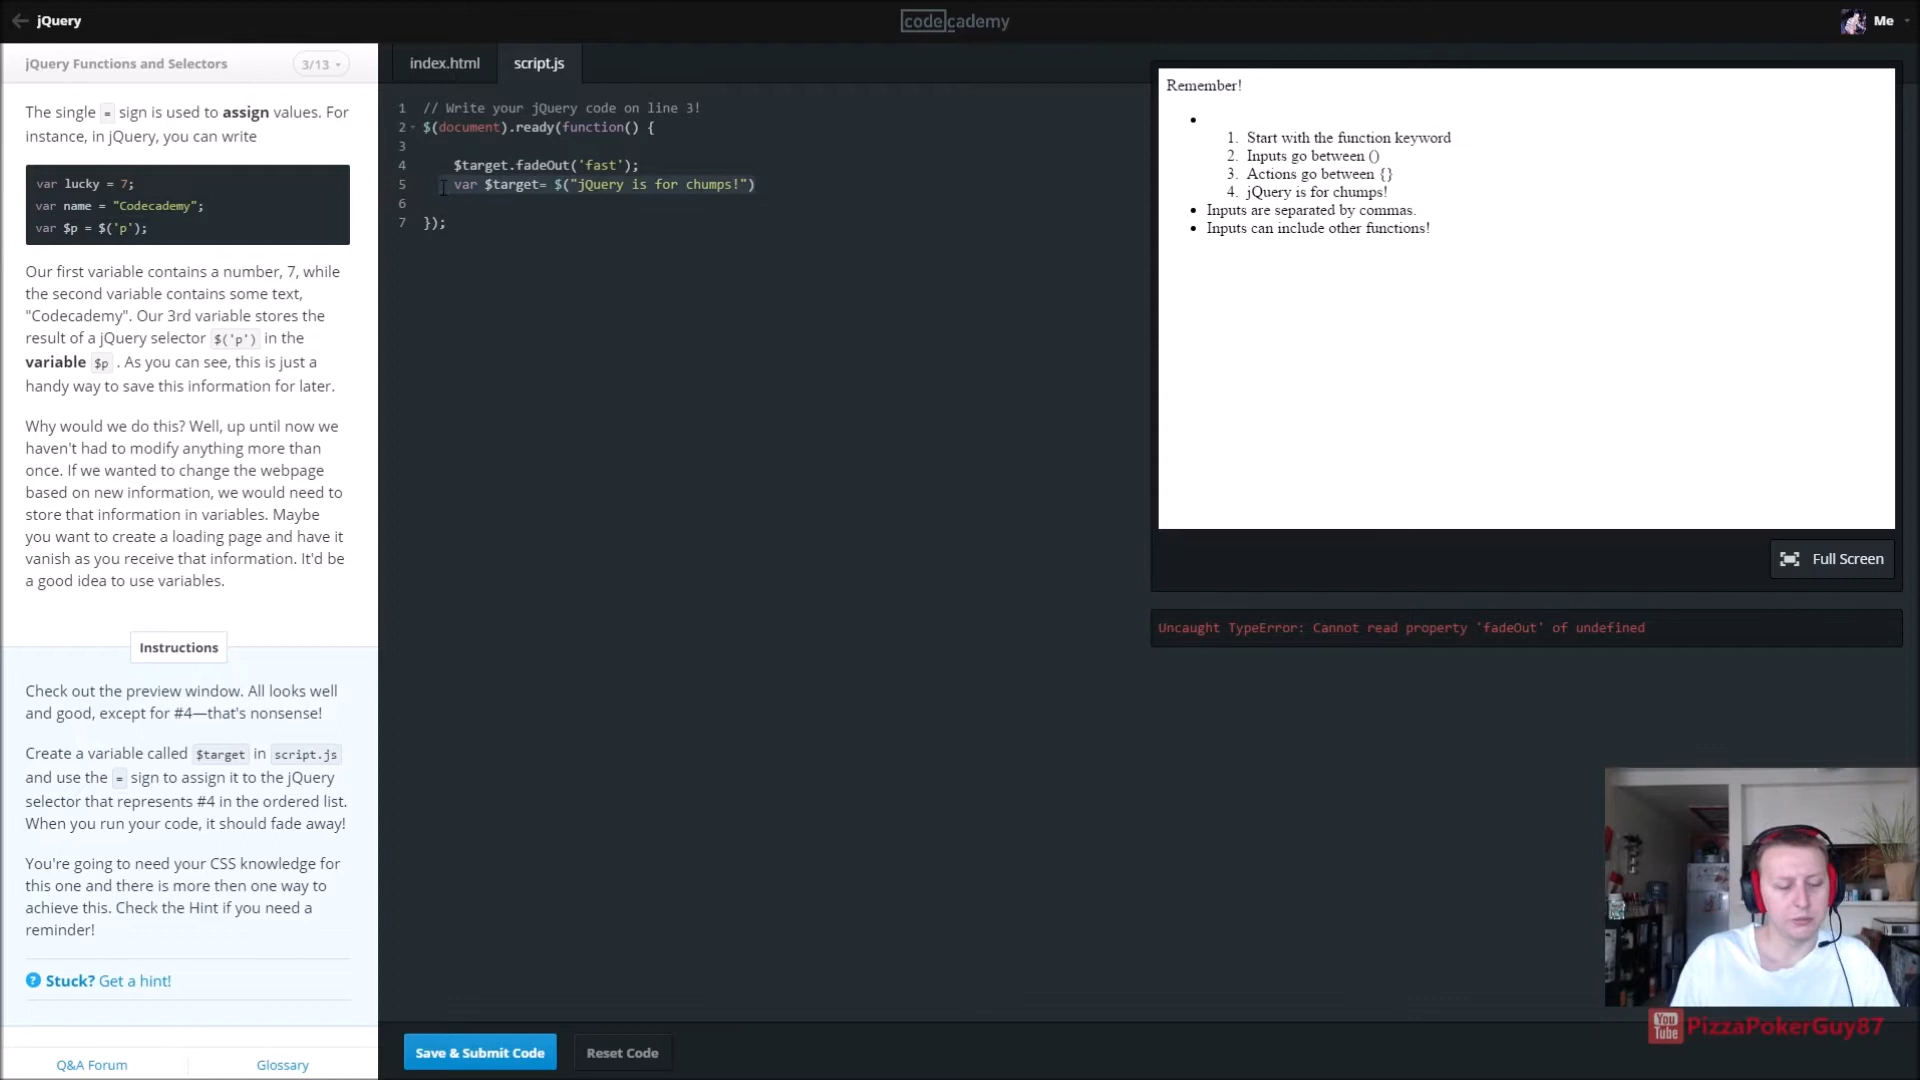 jQuery
codecademy
Me
jQuery Functions and Selectors
3/13
The single = sign is used to assign values. For
instance, in jQuery, you can write
var lucky = 7;
var name = "Codecademy";
var $p = $('p');
Our first variable contains a number, 7, while
the second variable contains some text,
"Codecademy". Our 3rd variable stores the
result of a jQuery selector $('p') in the
variable $p . As you can see, this is just a
handy way to save this information for later.
Why would we do this? Well, up until now we
haven't had to modify anything more than
once. If we wanted to change the webpage
based on new information, we would need to
store that information in variables. Maybe
you want to create a loading page and have it
vanish as you receive that information. It'd be
a good idea to use variables.
Instructions
Check out the preview window. All looks well
and good, except for #4—that's nonsense!
Create a variable called $target in script.js
and use the = sign to assign it to the jQuery
selector that represents #4 in the ordered list.
When you run your code, it should fade away!
You're going to need your CSS knowledge for
this one and there is more then one way to
achieve this. Check the Hint if you need a
reminder!
? Stuck? Get a hint!
Q&A Forum
Glossary
index.html
script.js
1 // Write your jQuery code on line 3!
2 $(document).ready(function() {
3
4 $target.fadeOut('fast');
5 var $target= $("jQuery is for chumps!")
6
7 });
Save & Submit Code
Reset Code
Remember!
1. Start with the function keyword
2. Inputs go between ()
3. Actions go between {}
4. jQuery is for chumps!
• Inputs are separated by commas.
• Inputs can include other functions!
Full Screen
Uncaught TypeError: Cannot read property 'fadeOut' of undefined
You Tube PizzaPokerGuy87